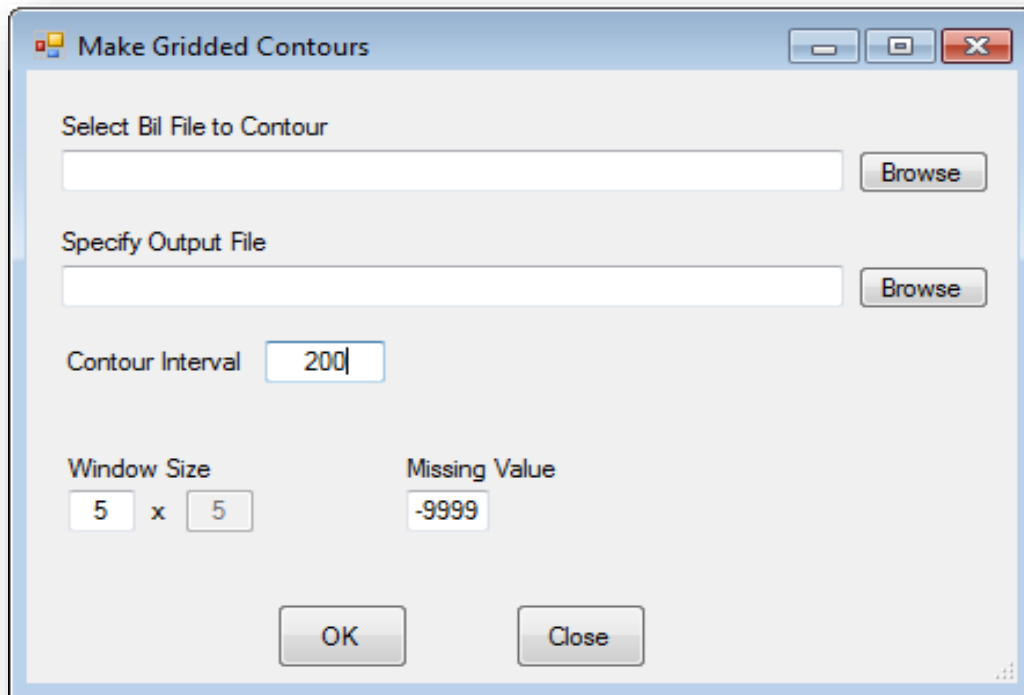 Make Gridded Contours
Select Bil File to Contour
Browse
Specify Output File
Browse
Contour Interval 200
Window Size Missing Value
5 x 5 -9999
OK Close